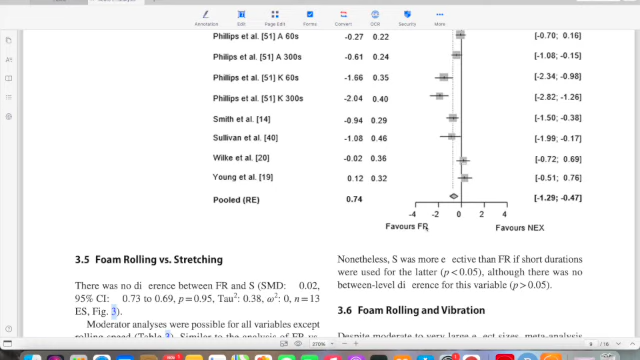 Annotation Edit Page Edit Forms Convert OCR Security More
Phillips et al. [51] A 60s -0.27 0.22 [-0.70; 0.16]
Phillips et al. [51] A 300s -0.61 0.24 [-1.08; -0.15]
Phillips et al. [51] K 60s -1.66 0.35 [-2.34; -0.98]
Phillips et al. [51] K 300s -2.04 0.40 [-2.82; -1.26]
Smith et al. [14] -0.94 0.29 [-1.50; -0.38]
Sullivan et al. [40] -1.08 0.46 [-1.99; -0.17]
Wilke et al. [20] -0.02 0.36 [-0.72; 0.69]
Young et al. [19] 0.12 0.32 [-0.51; 0.76]
Pooled (RE) 0.74 [-1.29; -0.47]
-4 -2 0 2 4
Favours FR Favours NEX
3.5 Foam Rolling vs. Stretching
There was no di erence between FR and S (SMD: 0.02,
95% CI: 0.73 to 0.69, p=0.95, Tau²: 0.38, ω²: 0, n=13
ES, Fig. 3).
Moderator analyses were possible for all variables except
rolling speed (Table 3). Similar to the analysis of FR vs.
Nonetheless, S was more e ective than FR if short durations
were used for the latter (p<0.05), although there was no
between-level di erence for this variable (p>0.05).
3.6 Foam Rolling and Vibration
Despite moderate to very large e ect sizes, meta-analysis
270% 9 / 16